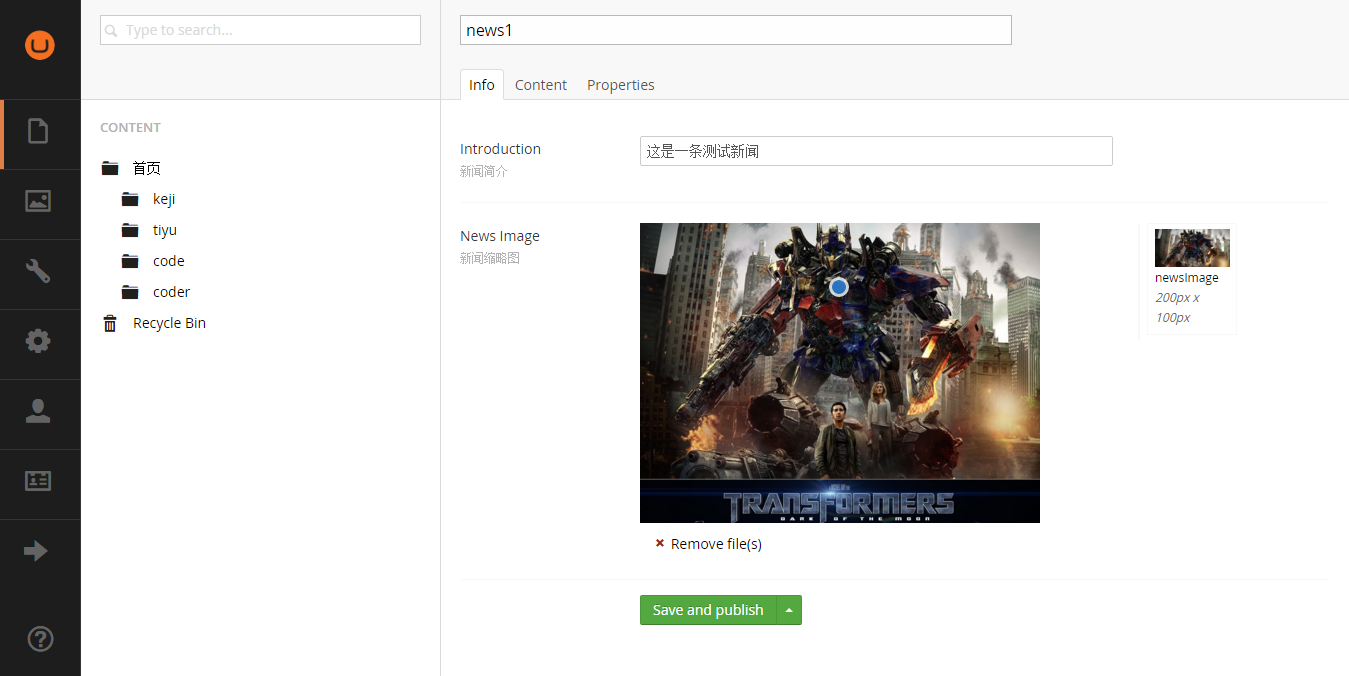 Type to search...
news1
Info
Content
Properties
CONTENT
首页
keji
tiyu
code
coder
Recycle Bin
Introduction
新闻简介
这是一条测试新闻
News Image
新闻缩略图
TRANSFORMERS
DARK OF THE MOON
newsimage
200px x
100px
Remove file(s)
Save and publish